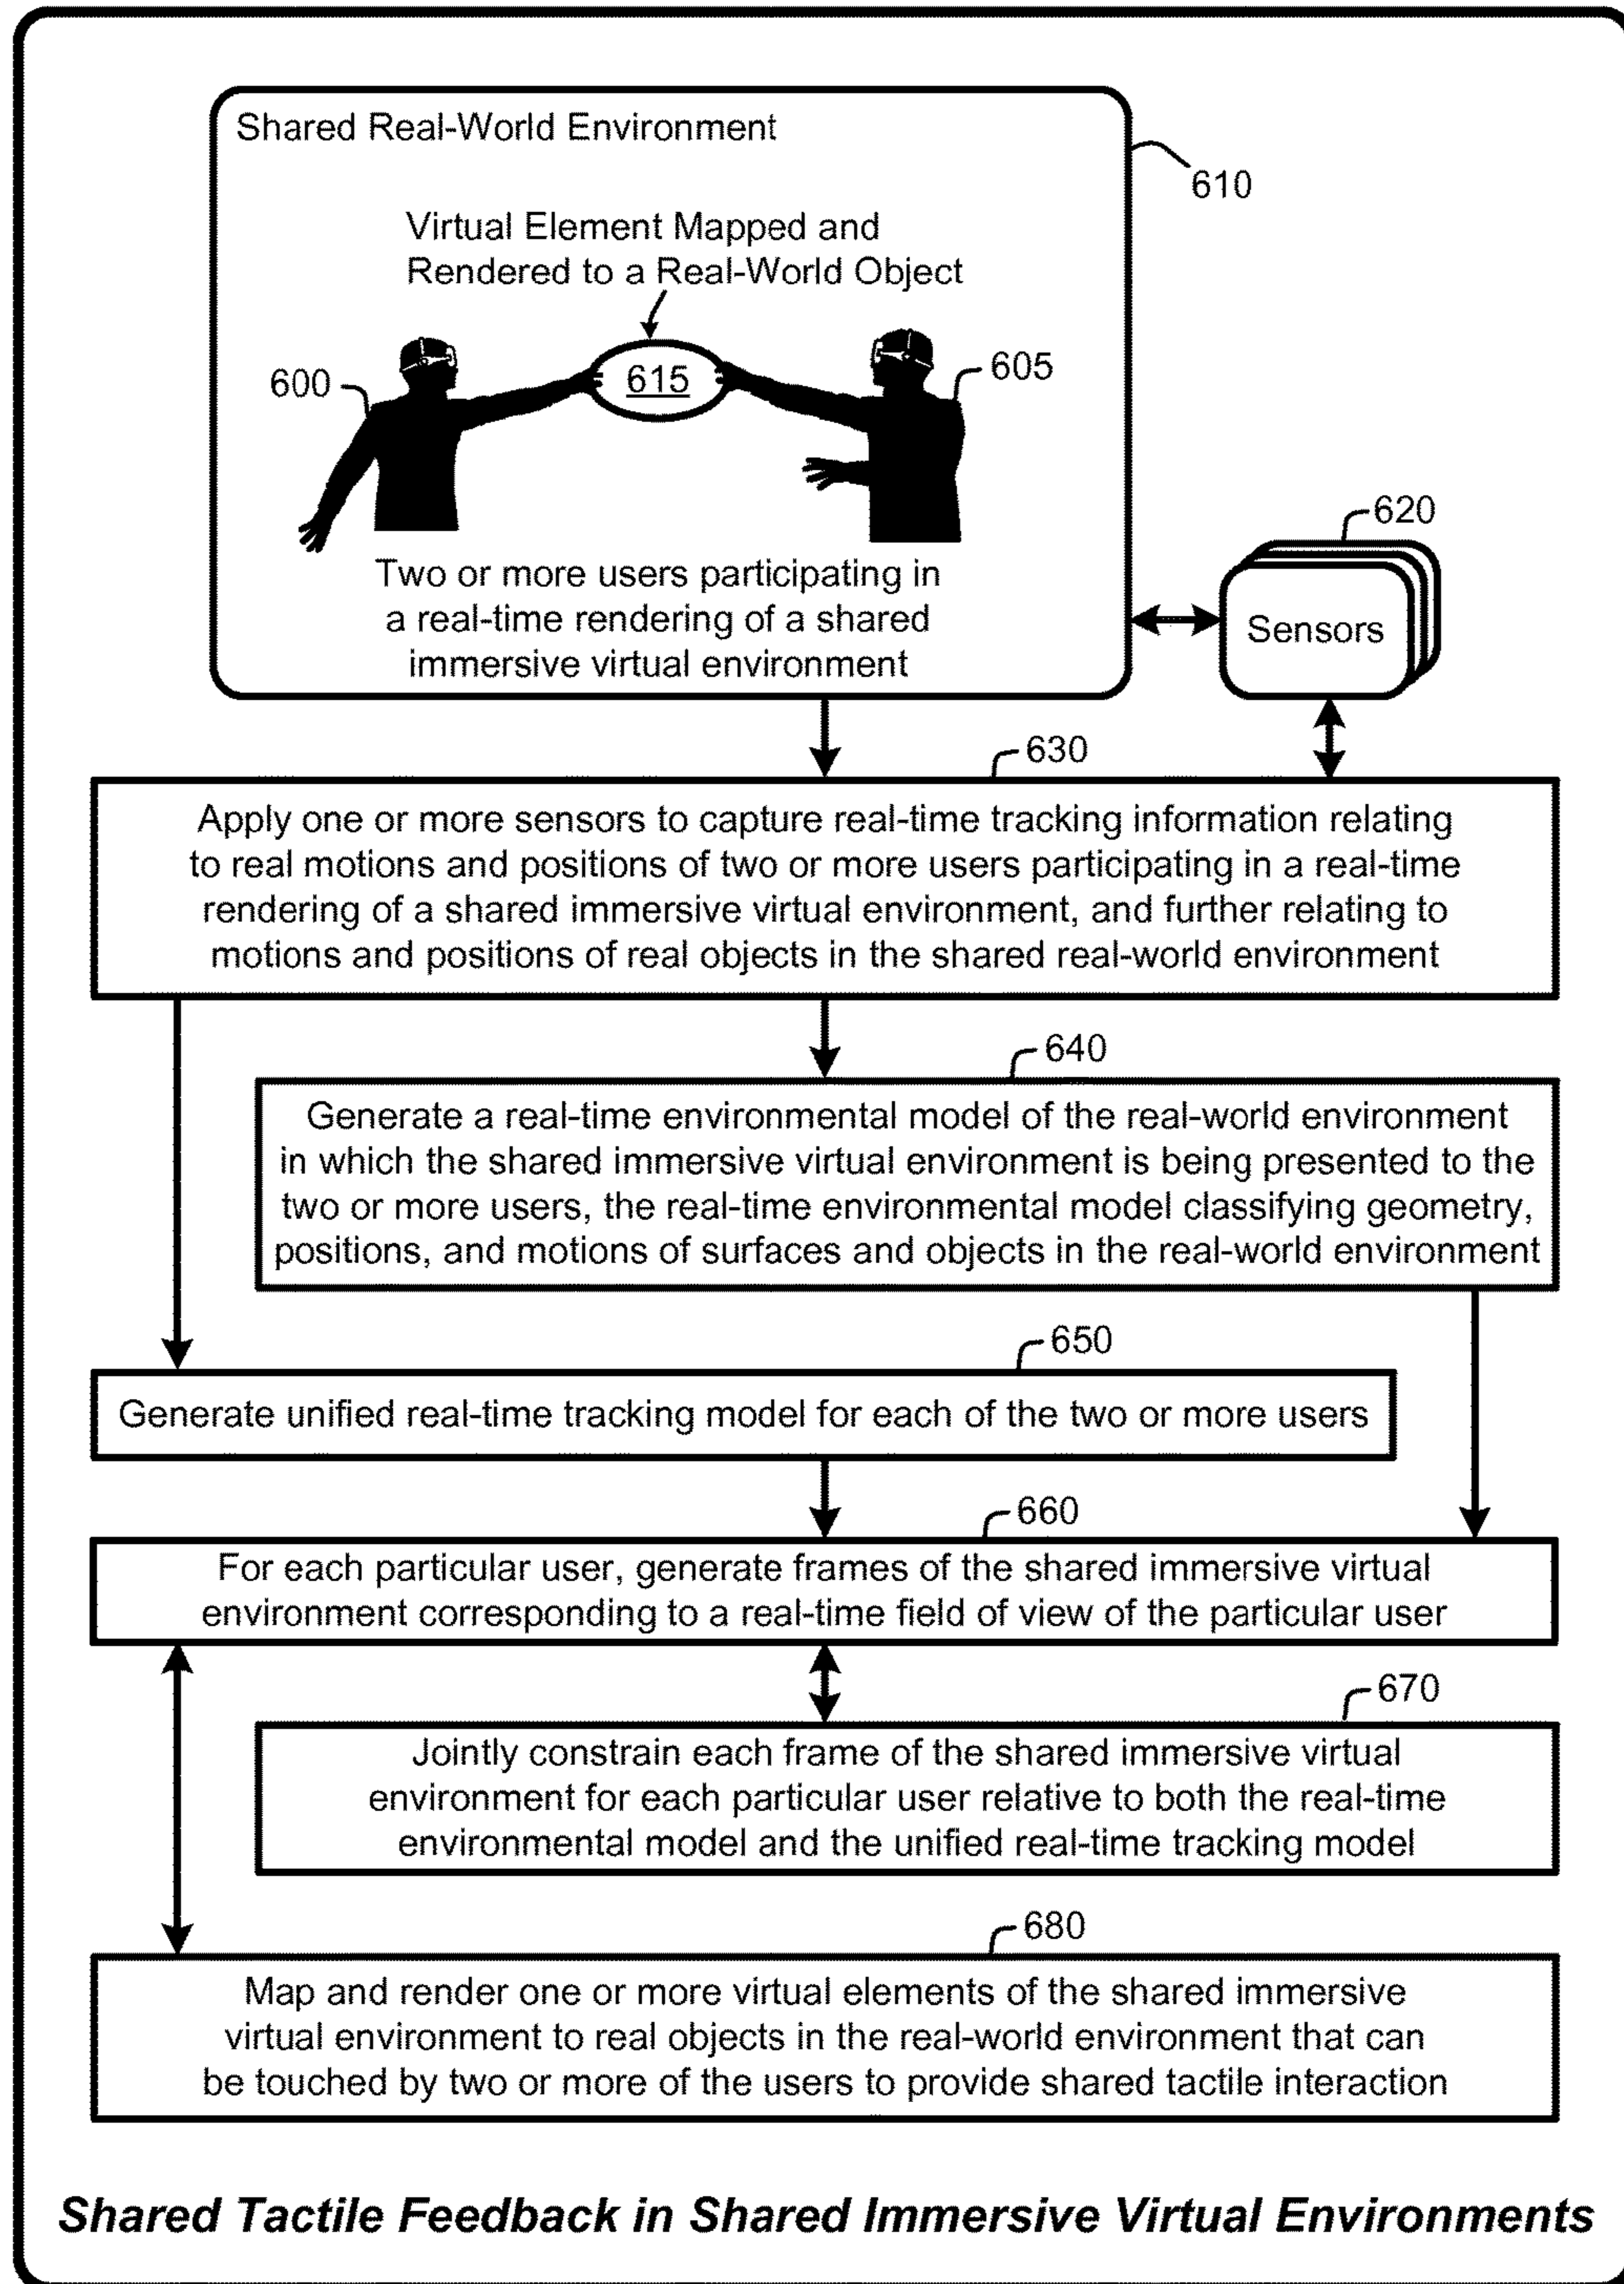 Shared Real-World Environment
610
Virtual Element Mapped and
Rendered to a Real-World Object
600
615
605
620
Two or more users participating in
a real-time rendering of a shared
immersive virtual environment
Sensors
630
Apply one or more sensors to capture real-time tracking information relating
to real motions and positions of two or more users participating in a real-time
rendering of a shared immersive virtual environment, and further relating to
motions and positions of real objects in the shared real-world environment
640
Generate a real-time environmental model of the real-world environment
in which the shared immersive virtual environment is being presented to the
two or more users, the real-time environmental model classifying geometry,
positions, and motions of surfaces and objects in the real-world environment
650
Generate unified real-time tracking model for each of the two or more users
660
For each particular user, generate frames of the shared immersive virtual
environment corresponding to a real-time field of view of the particular user
670
Jointly constrain each frame of the shared immersive virtual
environment for each particular user relative to both the real-time
environmental model and the unified real-time tracking model
680
Map and render one or more virtual elements of the shared immersive
virtual environment to real objects in the real-world environment that can
be touched by two or more of the users to provide shared tactile interaction
Shared Tactile Feedback in Shared Immersive Virtual Environments